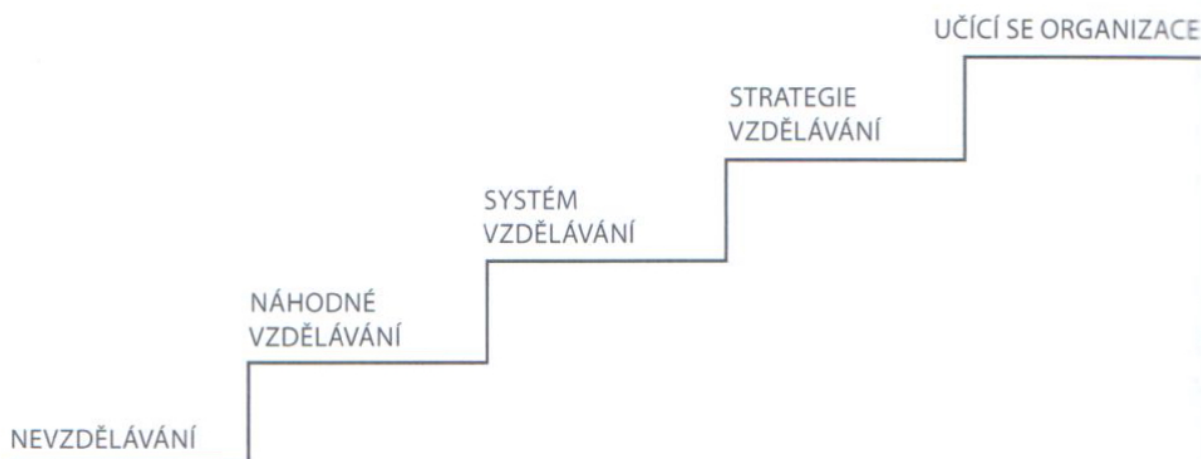 UČÍCÍ SE ORGANIZACE
STRATEGIE
VZDĚLÁVÁNÍ
SYSTÉM
VZDĚLÁVÁNÍ
NÁHODNÉ
VZDĚLÁVÁNÍ
NEVZDĚLÁVÁNÍ